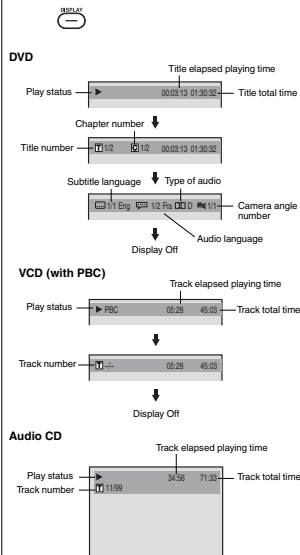 DISPLAY
DVD
Title elapsed playing time
Play status
00:03:13 01:30:32
Title total time
Chapter number
Title number
T 1/2 C 1/2 00:03:13 01:30:32
Subtitle language
Type of audio
1/1 Eng 1/2 Fra D 1/1
Camera angle
number
Audio language
Display Off
VCD (with PBC)
Track elapsed playing time
Play status
PBC 05:28 45:03
Track total time
Track number
T -/- 05:28 45:03
Display Off
Audio CD
Track elapsed playing time
Play status
34:56 71:33
Track total time
Track number
T 11/99